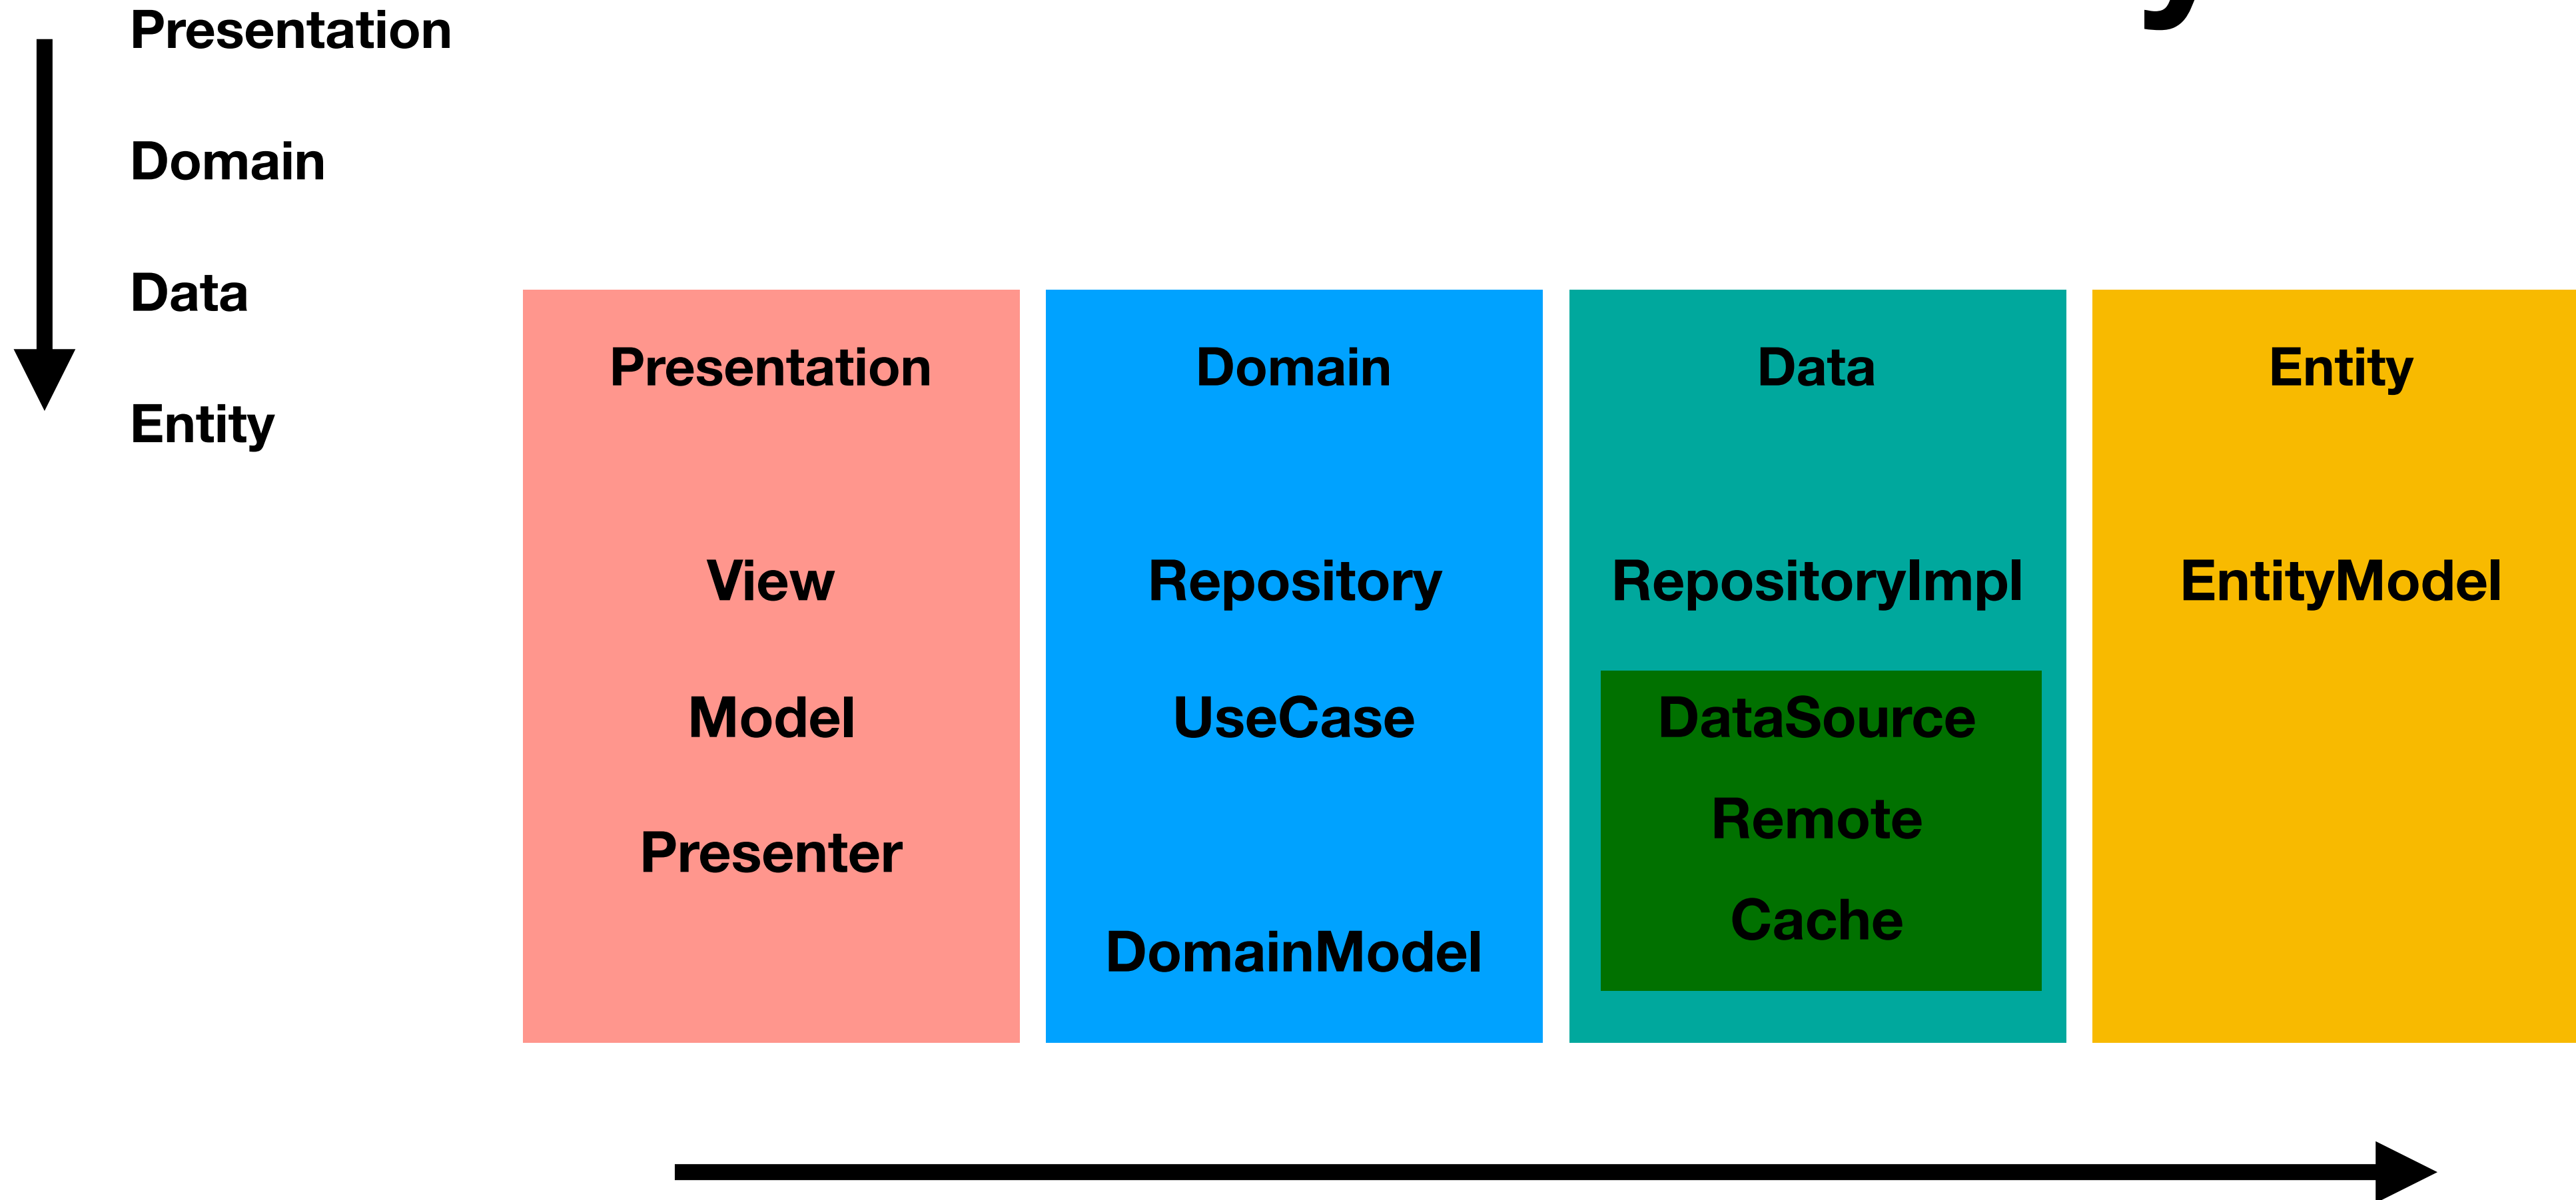 Presentation
Domain
Data
Entity
Presentation
View
Model
Presenter
Domain
Repository
UseCase
DomainModel
Data
RepositoryImpl
DataSource
Remote
Cache
Entity
EntityModel